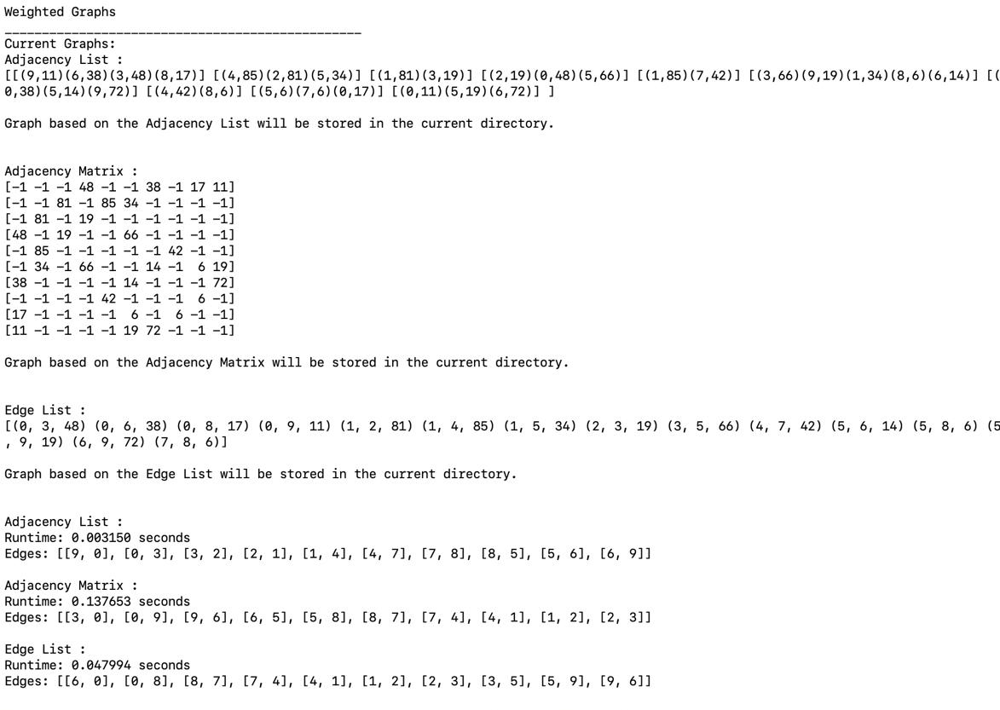 Weighted Graphs
________________________________________________
Current Graphs:
Adjacency List :
[[(9,11)(6,38)(3,48)(8,17)] [(4,85)(2,81)(5,34)] [(1,81)(3,19)] [(2,19)(0,48)(5,66)] [(1,85)(7,42)] [(3,66)(9,19)(1,34)(8,6)(6,14)] [(
0,38)(5,14)(9,72)] [(4,42)(8,6)] [(5,6)(7,6)(0,17)] [(0,11)(5,19)(6,72)] ]
Graph based on the Adjacency List will be stored in the current directory.
Adjacency Matrix :
[-1 -1 -1 48 -1 -1 38 -1 17 11]
[-1 -1 81 -1 85 34 -1 -1 -1 -1]
[-1 81 -1 19 -1 -1 -1 -1 -1 -1]
[48 -1 19 -1 -1 66 -1 -1 -1 -1]
[-1 85 -1 -1 -1 -1 -1 42 -1 -1]
[-1 34 -1 66 -1 -1 14 -1  6 19]
[38 -1 -1 -1 -1 14 -1 -1 -1 72]
[-1 -1 -1 -1 42 -1 -1 -1  6 -1]
[17 -1 -1 -1 -1  6 -1  6 -1 -1]
[11 -1 -1 -1 -1 19 72 -1 -1 -1]
Graph based on the Adjacency Matrix will be stored in the current directory.
Edge List :
[(0, 3, 48) (0, 6, 38) (0, 8, 17) (0, 9, 11) (1, 2, 81) (1, 4, 85) (1, 5, 34) (2, 3, 19) (3, 5, 66) (4, 7, 42) (5, 6, 14) (5, 8, 6) (5
, 9, 19) (6, 9, 72) (7, 8, 6)]
Graph based on the Edge List will be stored in the current directory.
Adjacency List :
Runtime: 0.003150 seconds
Edges: [[9, 0], [0, 3], [3, 2], [2, 1], [1, 4], [4, 7], [7, 8], [8, 5], [5, 6], [6, 9]]
Adjacency Matrix :
Runtime: 0.137653 seconds
Edges: [[3, 0], [0, 9], [9, 6], [6, 5], [5, 8], [8, 7], [7, 4], [4, 1], [1, 2], [2, 3]]
Edge List :
Runtime: 0.047994 seconds
Edges: [[6, 0], [0, 8], [8, 7], [7, 4], [4, 1], [1, 2], [2, 3], [3, 5], [5, 9], [9, 6]]